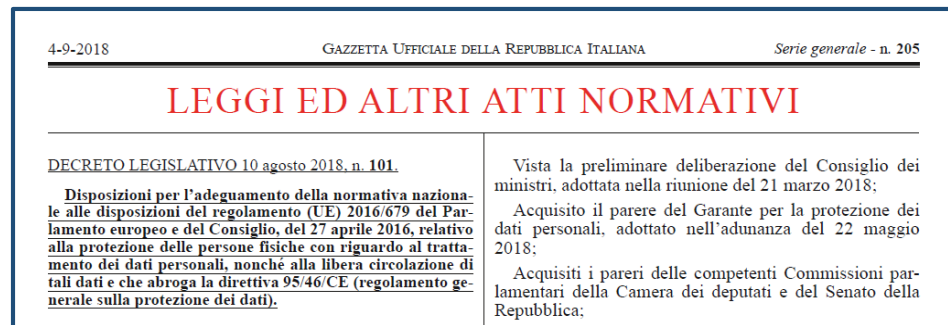 4-9-2018 GAZZETTA UFFICIALE DELLA REPUBBLICA ITALIANA Serie generale - n. 205
LEGGI ED ALTRI ATTI NORMATIVI
DECRETO LEGISLATIVO 10 agosto 2018, n. 101.
Disposizioni per l’adeguamento della normativa naziona-
le alle disposizioni del regolamento (UE) 2016/679 del Par-
lamento europeo e del Consiglio, del 27 aprile 2016, relativo
alla protezione delle persone fisiche con riguardo al tratta-
mento dei dati personali, nonché alla libera circolazione di
tali dati e che abroga la direttiva 95/46/CE (regolamento ge-
nerale sulla protezione dei dati).
Vista la preliminare deliberazione del Consiglio dei
ministri, adottata nella riunione del 21 marzo 2018;
Acquisito il parere del Garante per la protezione dei
dati personali, adottato nell’adunanza del 22 maggio
2018;
Acquisiti i pareri delle competenti Commissioni par-
lamentari della Camera dei deputati e del Senato della
Repubblica;